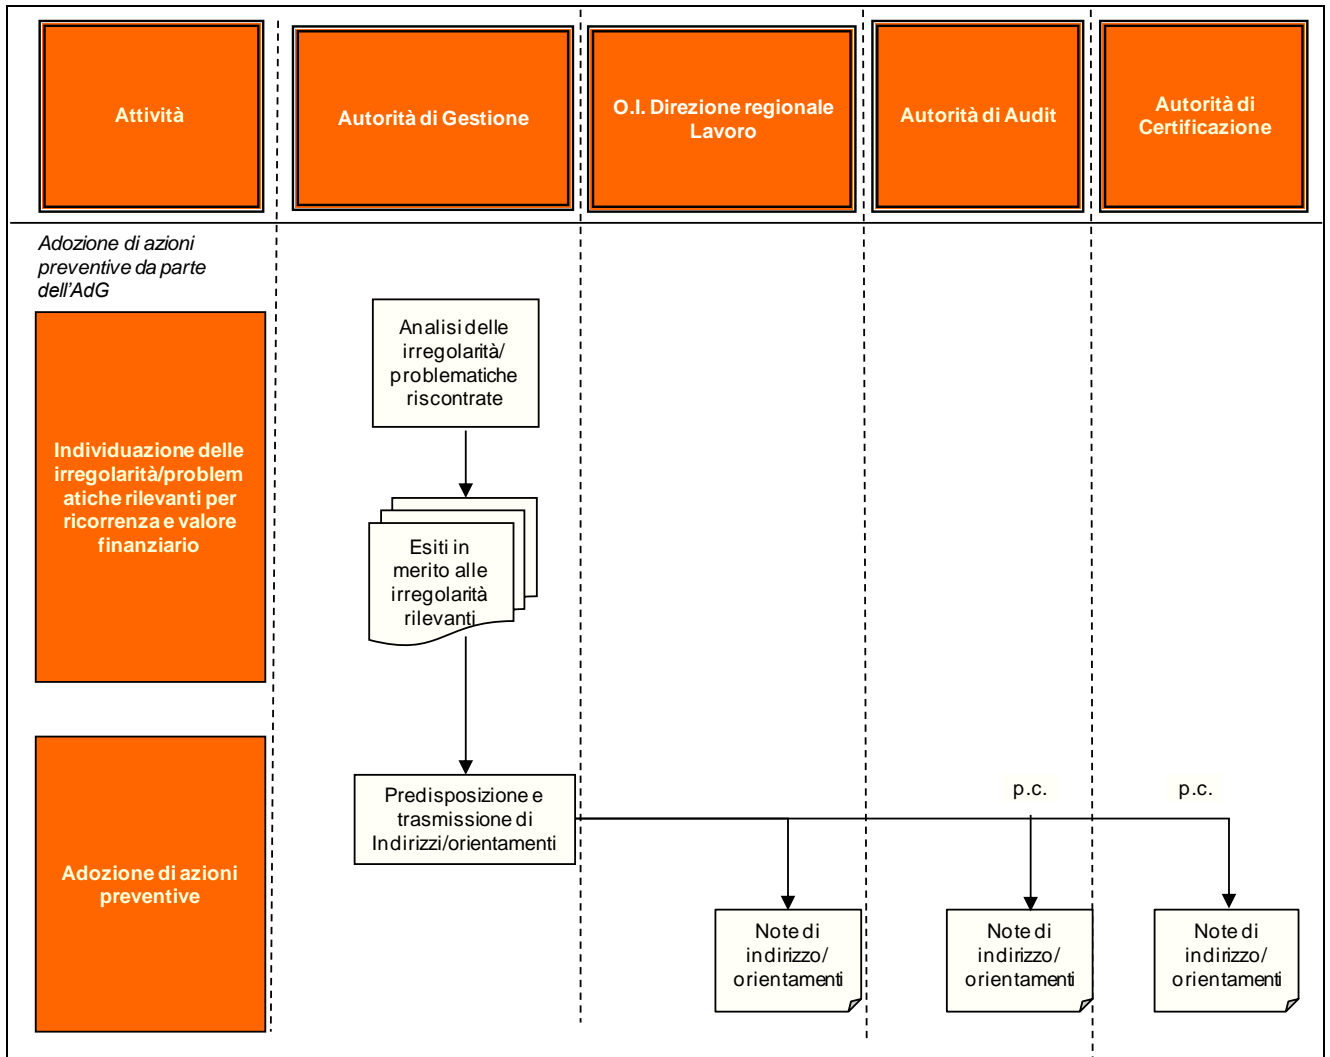 Attività
Autorità di Gestione
O.I. Direzione regionale
Lavoro
Autorità di Audit
Autorità di
Certificazione
Adozione di azioni
preventive da parte
dell'AdG
Individuazione delle
irregolarità/problem
atiche rilevanti per
ricorrenza e valore
finanziario
Analisi delle
irregolarità/
problematiche
riscontrate
Esiti in
merito alle
irregolarità
rilevanti
Adozione di azioni
preventive
Predisposizione e
trasmissione di
Indirizzi/orientamenti
p.c.
p.c.
Note di
indirizzo/
orientamenti
Note di
indirizzo/
orientamenti
Note di
indirizzo/
orientamenti